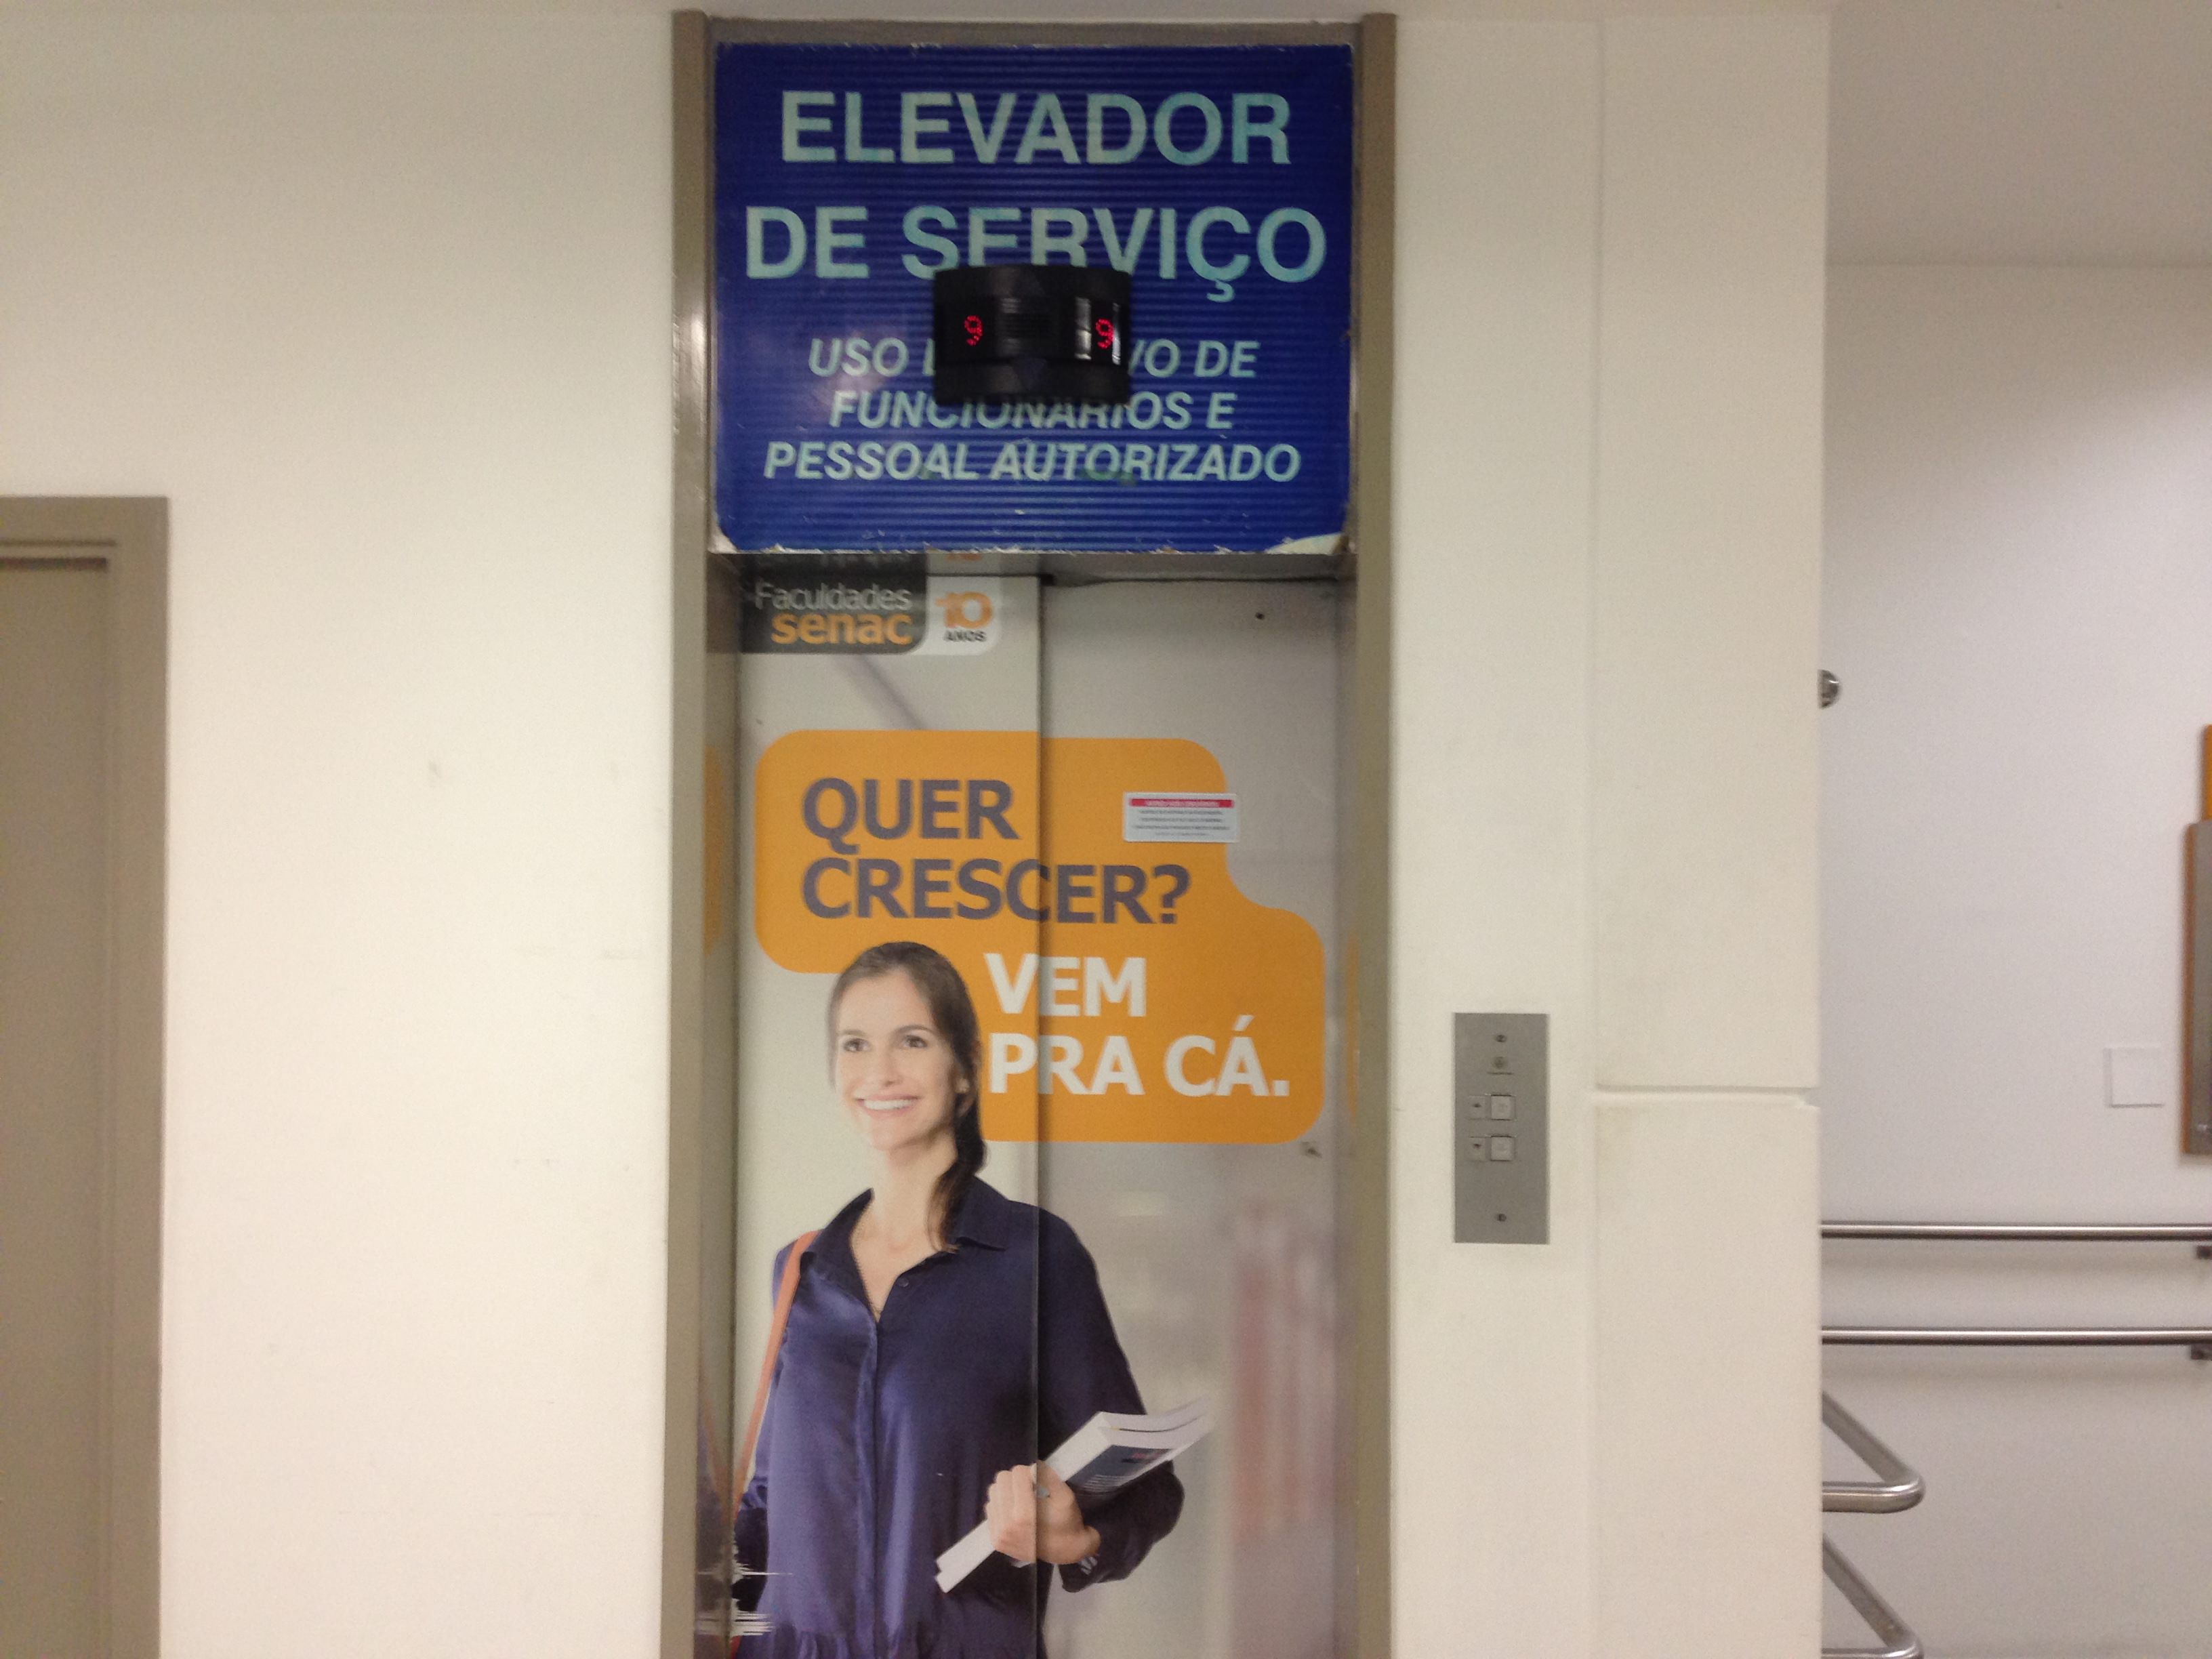 ELEVADOR
DE SERVIÇO
9 9
USO VO DE
FUNCIONÁRIOS E
PESSOAL AUTORIZADO
Faculdades
senac
10
ANOS
QUER
CRESCER?
VEM
PRA CÁ.